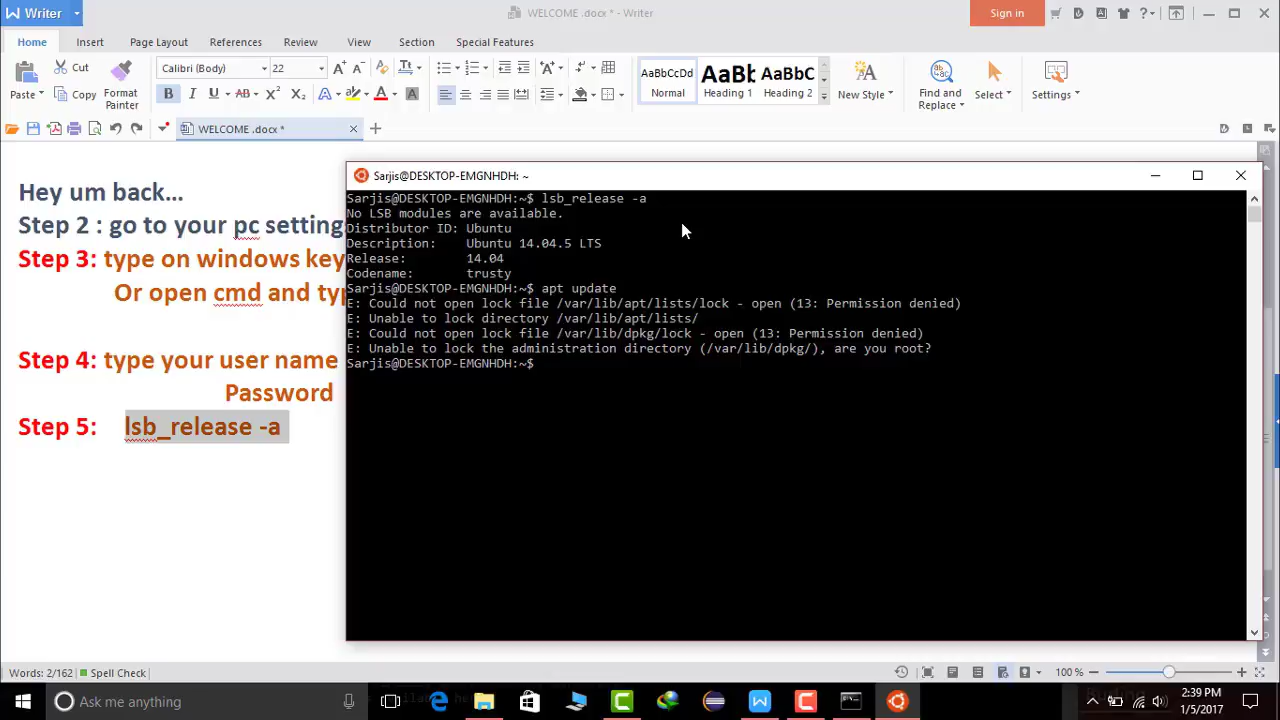 Writer
WELCOME .docx * - Writer
Sign in
Home Insert Page Layout References Review View Section Special Features
Paste Cut Copy Format Painter
Calibri (Body) 22
AaBbCcDd Normal
AaBb Heading 1
AaBbC Heading 2
New Style
Find and Replace
Select
Settings
WELCOME .docx *
Hey um back...
Step 2 : go to your pc setting
Step 3: type on windows key
Or open cmd and typ
Step 4: type your user name
Password
Step 5: lsb_release -a
Sarjis@DESKTOP-EMGNHDH: ~
Sarjis@DESKTOP-EMGNHDH:~$ lsb_release -a
No LSB modules are available.
Distributor ID: Ubuntu
Description: Ubuntu 14.04.5 LTS
Release: 14.04
Codename: trusty
Sarjis@DESKTOP-EMGNHDH:~$ apt update
E: Could not open lock file /var/lib/apt/lists/lock - open (13: Permission denied)
E: Unable to lock directory /var/lib/apt/lists/
E: Could not open lock file /var/lib/dpkg/lock - open (13: Permission denied)
E: Unable to lock the administration directory (/var/lib/dpkg/), are you root?
Sarjis@DESKTOP-EMGNHDH:~$
Words: 2/162 Spell Check
100 %
Ask me anything
2:39 PM
1/5/2017